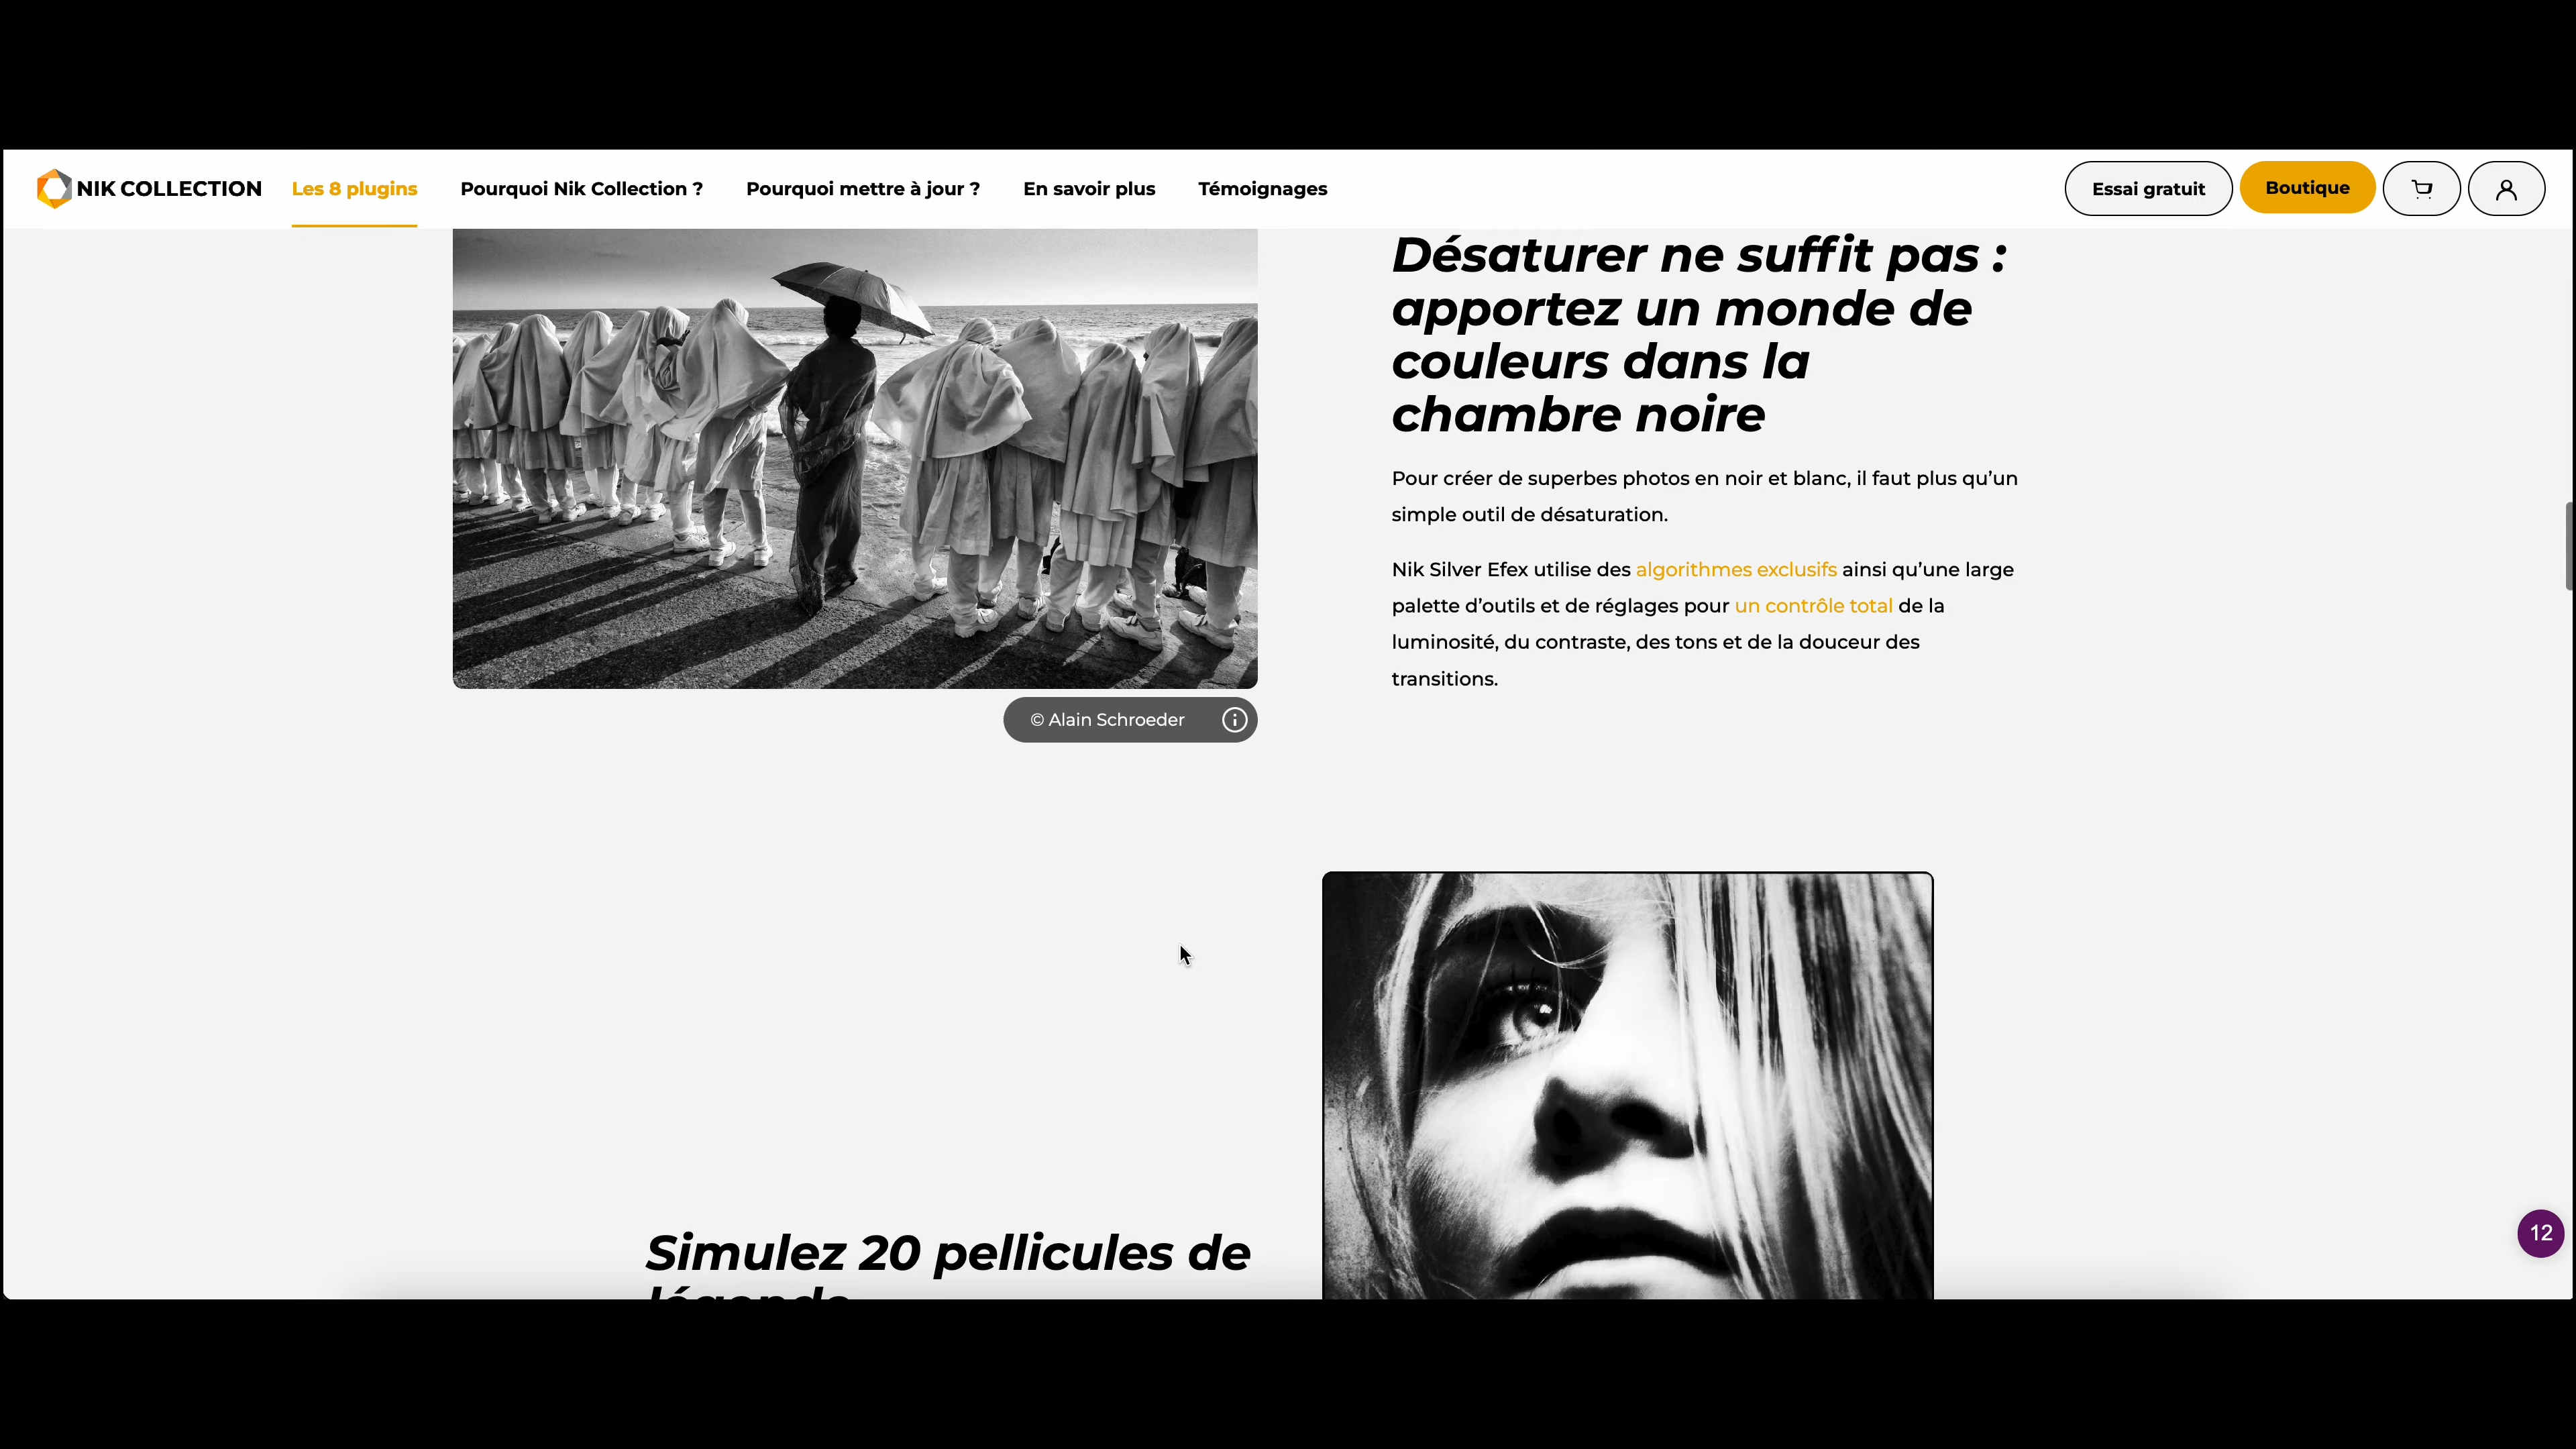 NIK COLLECTION
Les 8 plugins
Pourquoi Nik Collection ?
Pourquoi mettre à jour ?
En savoir plus
Témoignages
Essai gratuit
Boutique
Désaturer ne suffit pas :
apportez un monde de
couleurs dans la
chambre noire
Pour créer de superbes photos en noir et blanc, il faut plus qu’un
simple outil de désaturation.
Nik Silver Efex utilise des algorithmes exclusifs ainsi qu’une large
palette d’outils et de réglages pour un contrôle total de la
luminosité, du contraste, des tons et de la douceur des
transitions.
© Alain Schroeder
Simulez 20 pellicules de
12